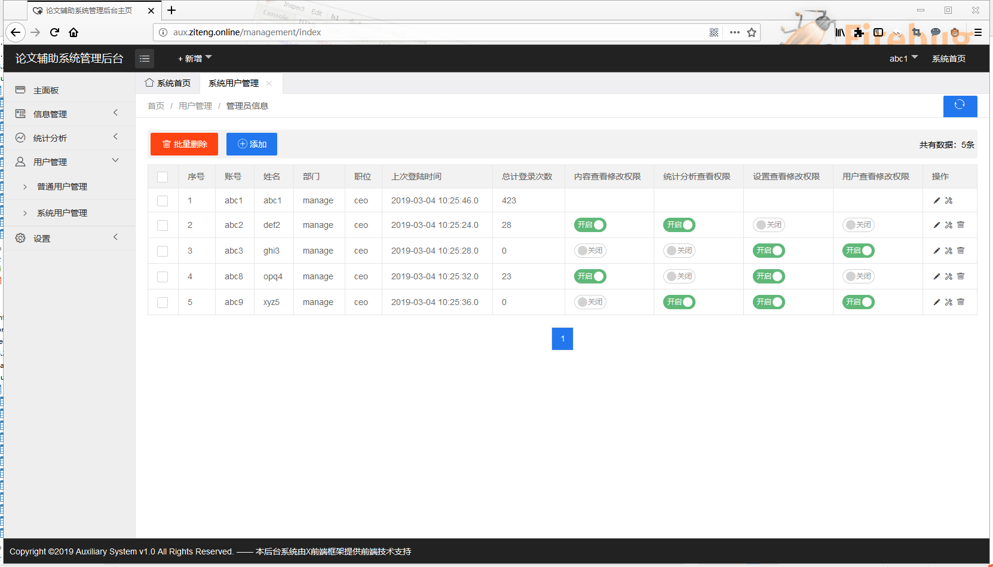 论文辅助系统管理后台主页
Firebug
aux.ziteng.online/management/index
论文辅助系统管理后台
+ 新增
abc1
系统首页
主面板
信息管理
统计分析
用户管理
普通用户管理
系统用户管理
设置
系统首页
系统用户管理
首页 / 用户管理 / 管理员信息
批量删除
添加
共有数据：5条
序号 账号 姓名 部门 职位 上次登陆时间 总计登录次数 内容查看修改权限 统计分析查看权限 设置查看修改权限 用户查看修改权限 操作
1 abc1 abc1 manage ceo 2019-03-04 10:25:46.0 423
2 abc2 def2 manage ceo 2019-03-04 10:25:24.0 28 开启 开启 关闭 关闭
3 abc3 ghi3 manage ceo 2019-03-04 10:25:28.0 0 关闭 关闭 开启 开启
4 abc8 opq4 manage ceo 2019-03-04 10:25:32.0 23 开启 关闭 开启 关闭
5 abc9 xyz5 manage ceo 2019-03-04 10:25:36.0 0 关闭 开启 开启 开启
1
Copyright ©2019 Auxiliary System v1.0 All Rights Reserved. —— 本后台系统由X前端框架提供前端技术支持